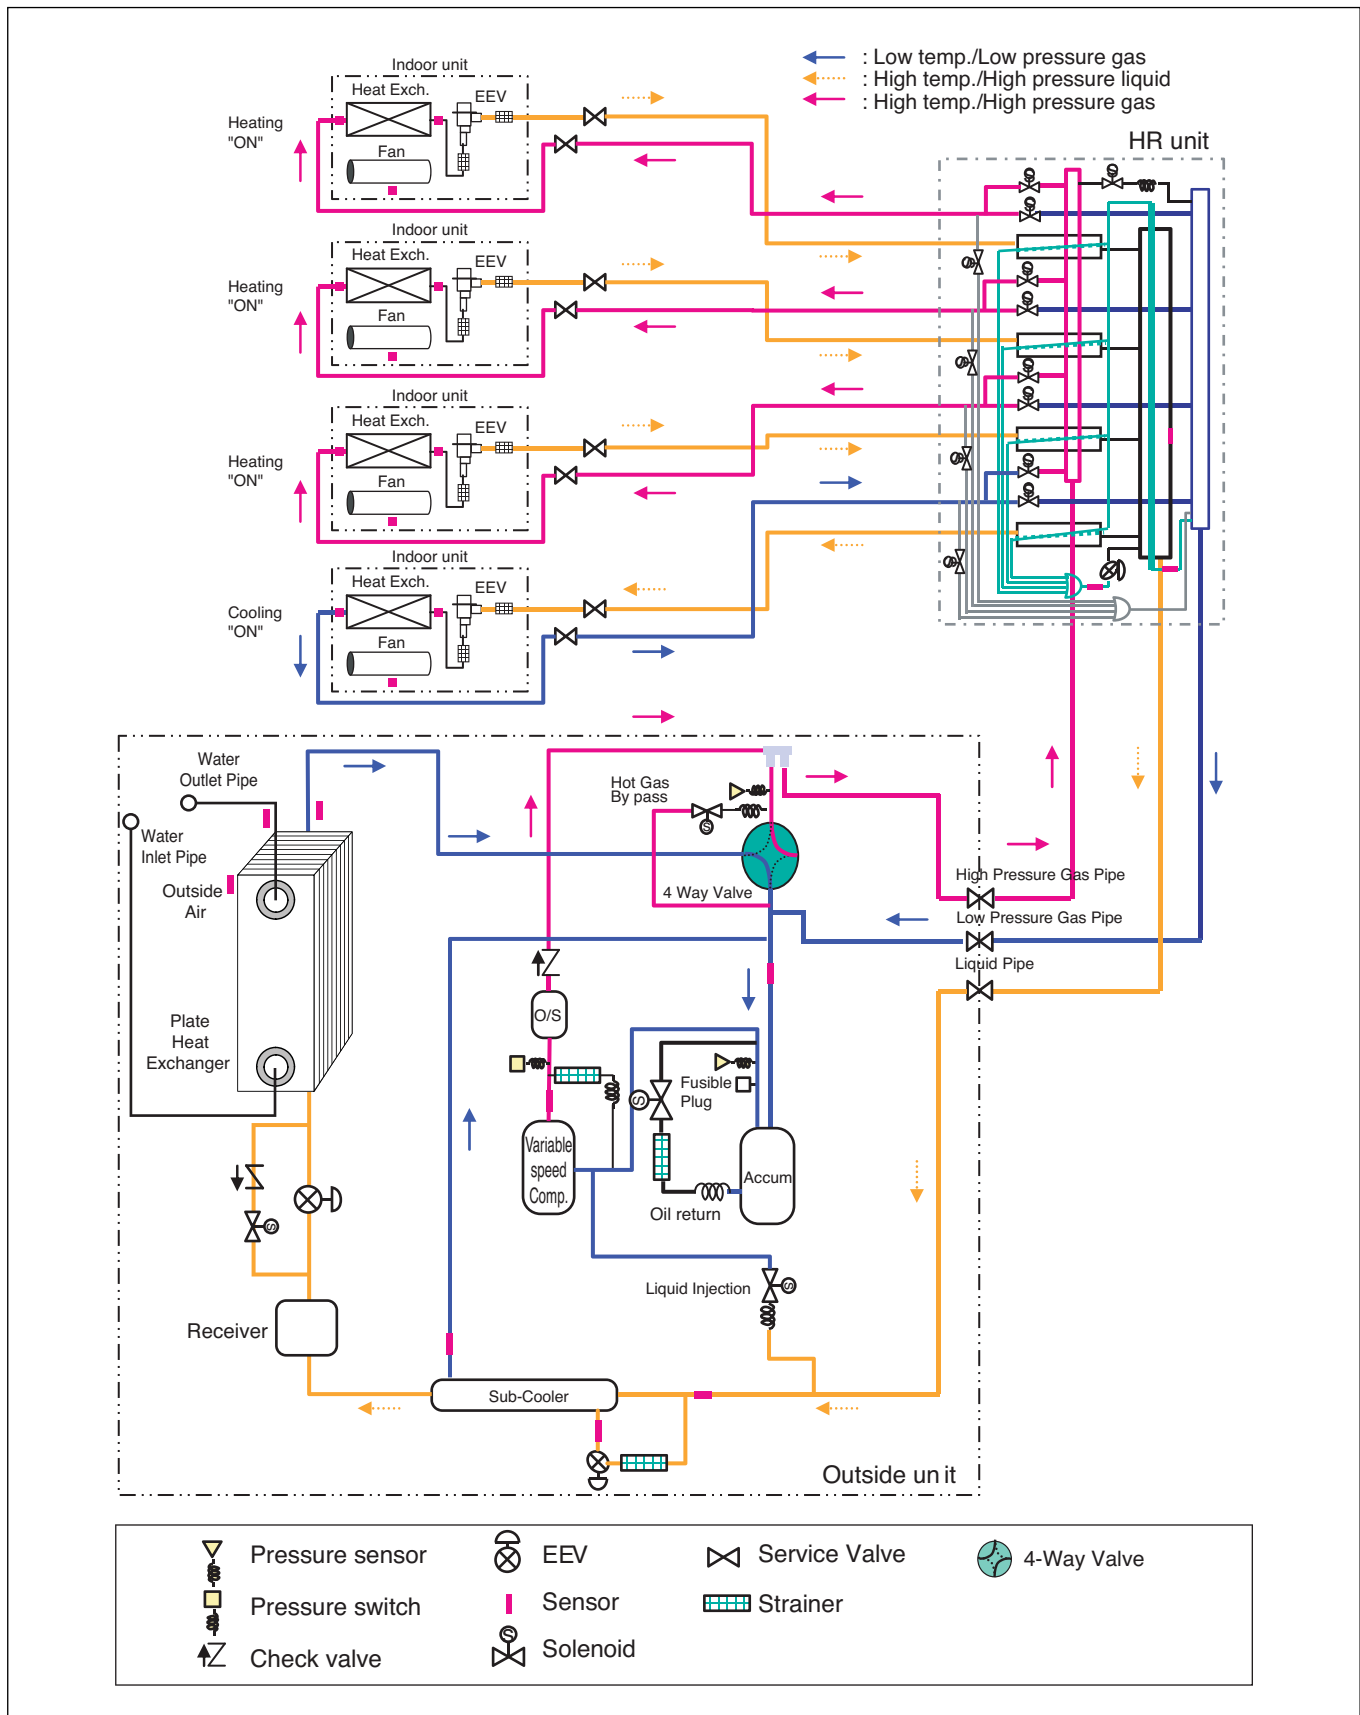 : Low temp./Low pressure gas
: High temp./High pressure liquid
: High temp./High pressure gas
HR unit
Indoor unit
Heat Exch.
EEV
Fan
Heating
"ON"
Indoor unit
Heat Exch.
EEV
Fan
Heating
"ON"
Indoor unit
Heat Exch.
EEV
Fan
Heating
"ON"
Indoor unit
Heat Exch.
EEV
Fan
Cooling
"ON"
Water
Outlet Pipe
Water
Inlet Pipe
Outside
Air
Plate
Heat
Exchanger
Hot Gas
By pass
S
4 Way Valve
High Pressure Gas Pipe
Low Pressure Gas Pipe
Liquid Pipe
O/S
Fusible
Plug
S
Variable
speed
Comp.
Accum
Oil return
S
Liquid Injection
S
Receiver
Sub-Cooler
Outside unit
Pressure sensor
EEV
Service Valve
4-Way Valve
Pressure switch
Sensor
Strainer
Check valve
S
Solenoid